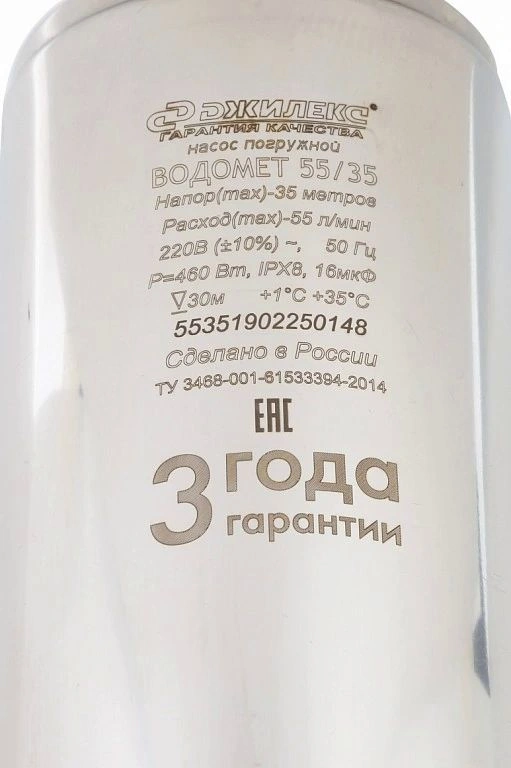 ДЖИЛЕКС®
ГАРАНТИЯ КАЧЕСТВА
насос погружной
ВОДОМЕТ 55/35
Напор(max)-35 метров
Расход(max)-55 л/мин
220В (±10%) ~, 50 Гц
P=460 Вт, IPX8, 16мкФ
∇30м +1°С +35°С
55351902250148
Сделано в России
ТУ 3468-001-61533394-2014
ЕАС
3 года
гарантии